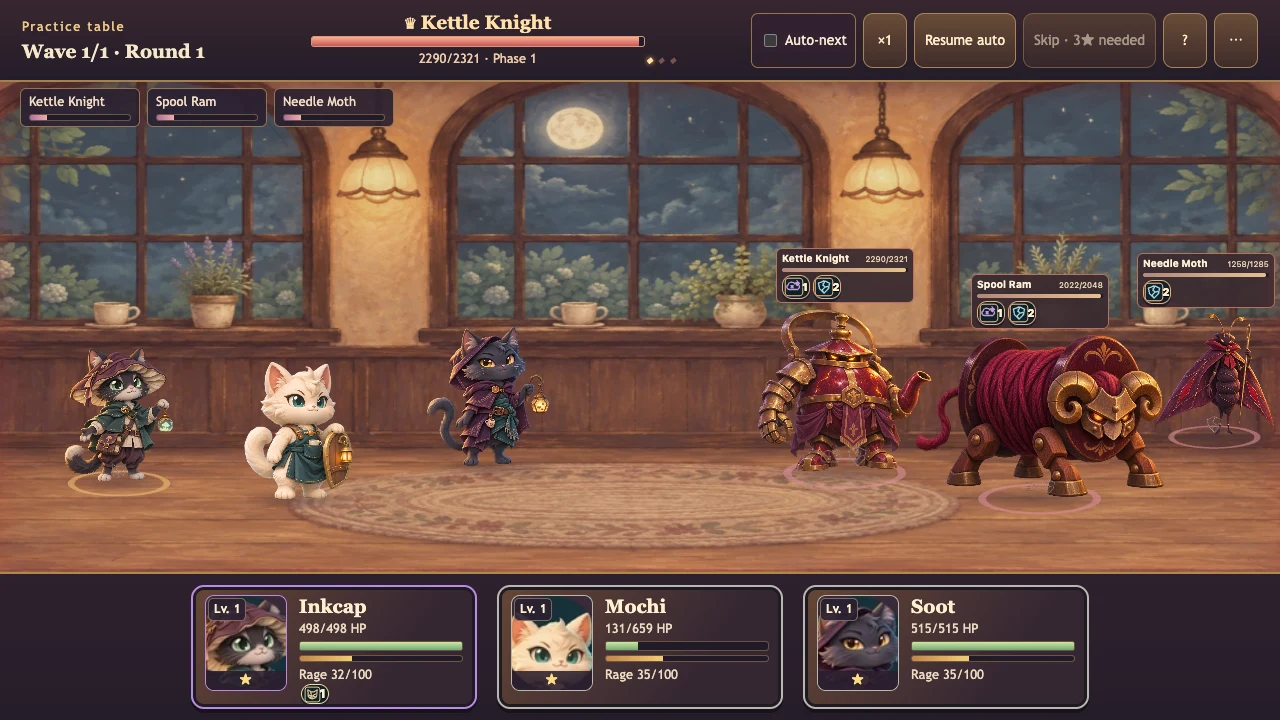 Practice table
Wave 1/1 · Round 1
♛ Kettle Knight
2290/2321 · Phase 1
Auto-next
×1
Resume auto
Skip · 3★ needed
?
···
Kettle Knight
Spool Ram
Needle Moth
Kettle Knight 2290/2321
1 2
Spool Ram 2022/2048
1 2
Needle Moth 1258/1285
2
Lv. 1
Inkcap
498/498 HP
Rage 32/100
1
Lv. 1
Mochi
131/659 HP
Rage 35/100
Lv. 1
Soot
515/515 HP
Rage 35/100